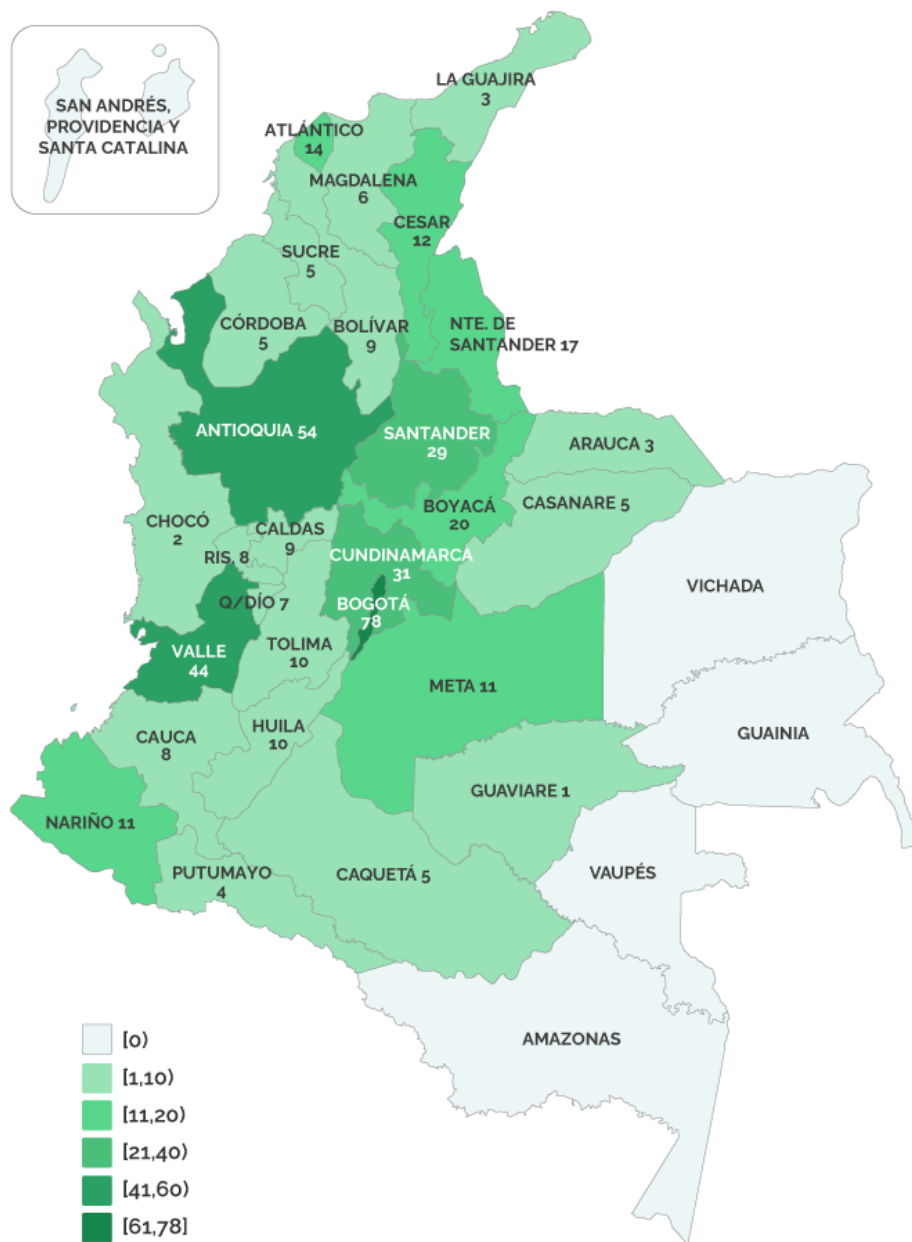 SAN ANDRÉS,
PROVIDENCIA Y
SANTA CATALINA
LA GUAJIRA
3
ATLÁNTICO
14
MAGDALENA
6
CESAR
12
SUCRE
5
CÓRDOBA
5
BOLÍVAR
9
NTE. DE
SANTANDER 17
ANTIOQUIA 54
SANTANDER
29
ARAUCA 3
BOYACÁ
20
CASANARE 5
CHOCÓ
2
CALDAS
9
RIS. 8
CUNDINAMARCA
31
VICHADA
Q/DÍO 7
BOGOTÁ
78
VALLE
44
TOLIMA
10
META 11
HUILA
10
CAUCA
8
GUAINIA
GUAVIARE 1
NARIÑO 11
PUTUMAYO
4
CAQUETÁ 5
VAUPÉS
AMAZONAS
[0)
[1,10)
[11,20)
[21,40)
[41,60)
[61,78]